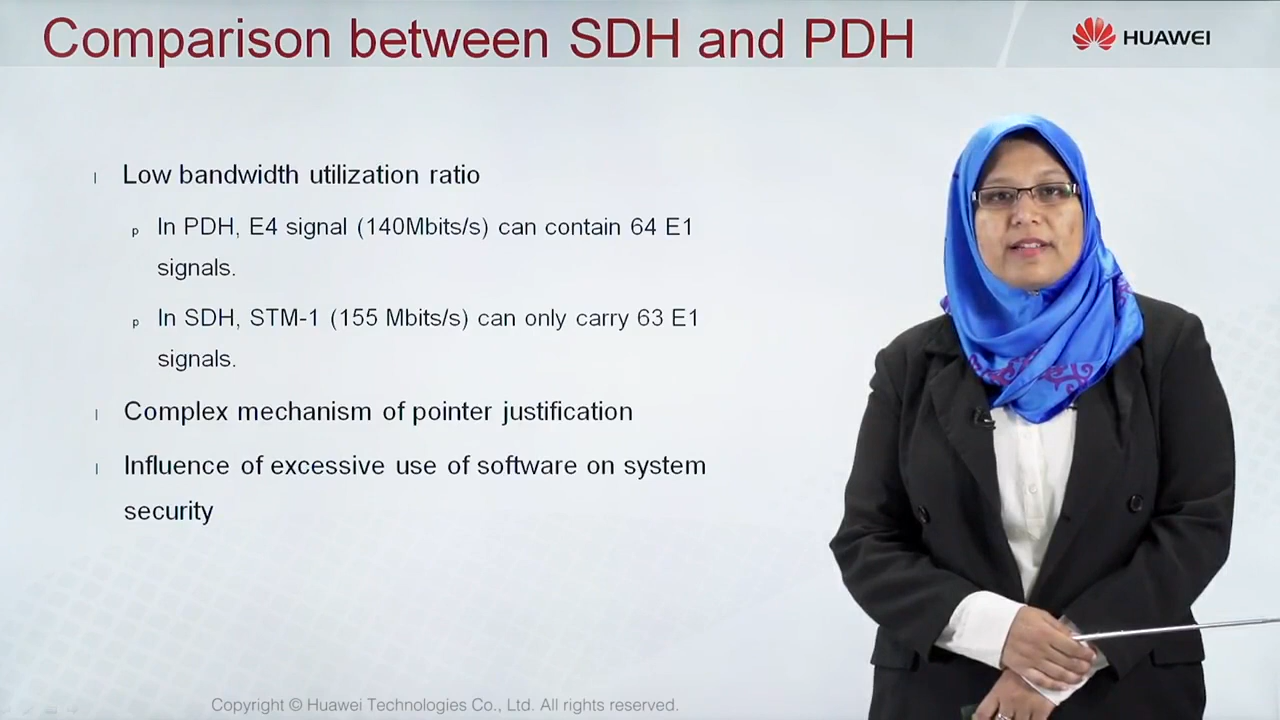 Comparison between SDH and PDH
HUAWEI
l Low bandwidth utilization ratio
p In PDH, E4 signal (140Mbits/s) can contain 64 E1
signals.
p In SDH, STM-1 (155 Mbits/s) can only carry 63 E1
signals.
l Complex mechanism of pointer justification
l Influence of excessive use of software on system
security
Copyright © Huawei Technologies Co., Ltd. All rights reserved.